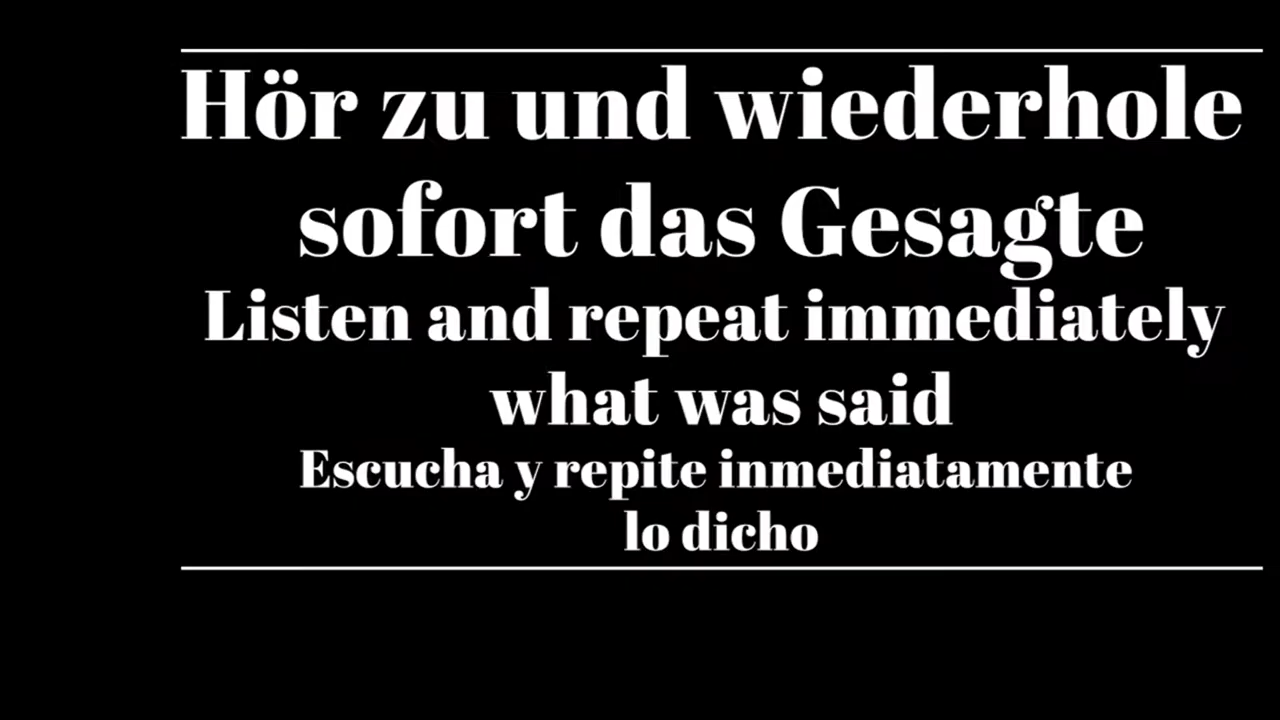 Hör zu und wiederhole
sofort das Gesagte
Listen and repeat immediately
what was said
Escucha y repite inmediatamente
lo dicho